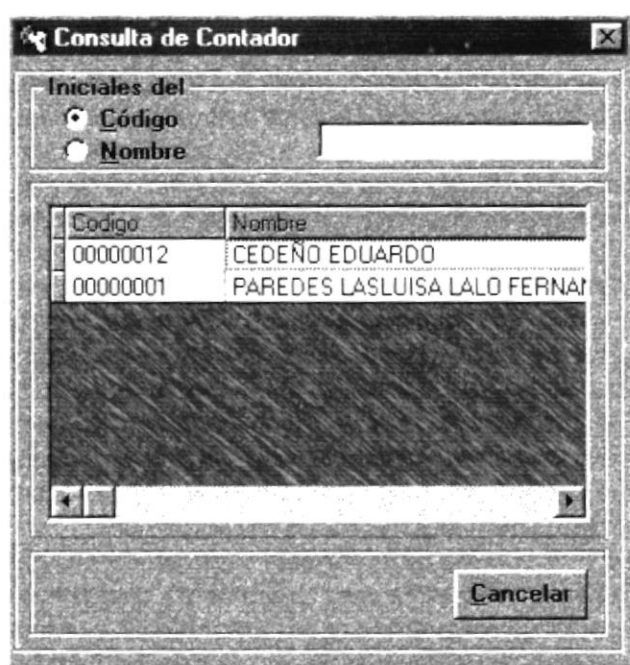 Consulta de Contador
Iniciales del
Código
Nombre
Codigo Nombre
00000012 CEDEÑO EDUARDO
00000001 PAREDES LASLUISA LALO FERNAN
Cancelar